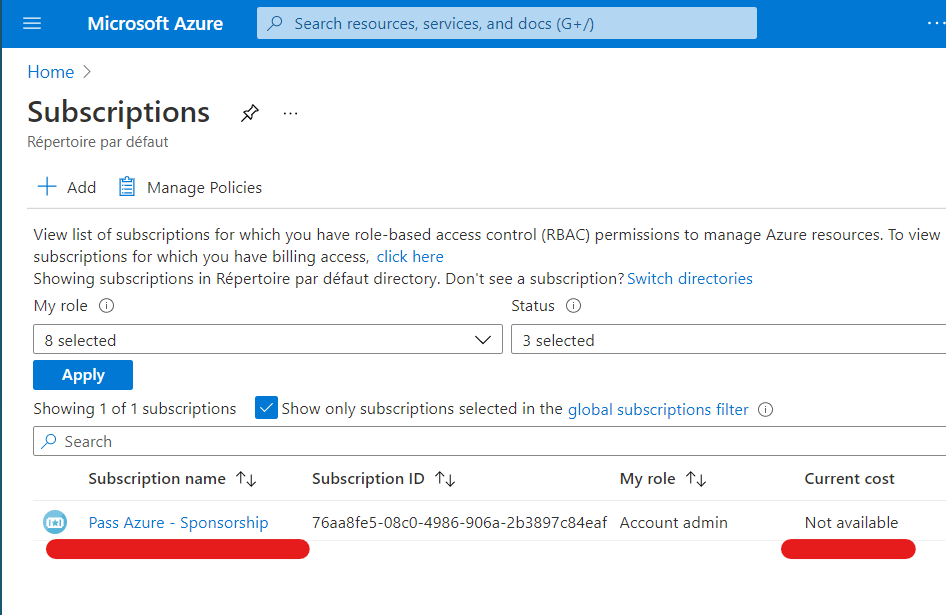 Microsoft Azure
Search resources, services, and docs (G+/)
Home
Subscriptions
Répertoire par défaut
Add
Manage Policies
View list of subscriptions for which you have role-based access control (RBAC) permissions to manage Azure resources. To view
subscriptions for which you have billing access, click here
Showing subscriptions in Répertoire par défaut directory. Don't see a subscription? Switch directories
My role
Status
8 selected
3 selected
Apply
Showing 1 of 1 subscriptions
Show only subscriptions selected in the global subscriptions filter
Search
Subscription name
Subscription ID
My role
Current cost
Pass Azure - Sponsorship
76aa8fe5-08c0-4986-906a-2b3897c84eaf
Account admin
Not available